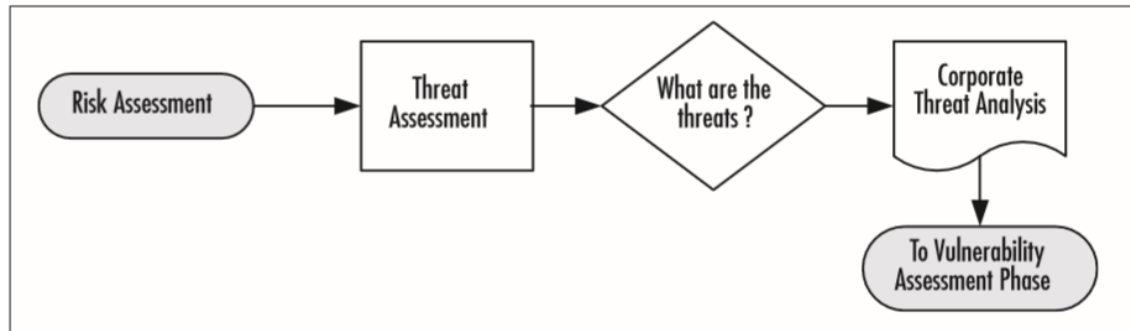 Risk Assessment
Threat
Assessment
What are the
threats ?
Corporate
Threat Analysis
To Vulnerability
Assessment Phase